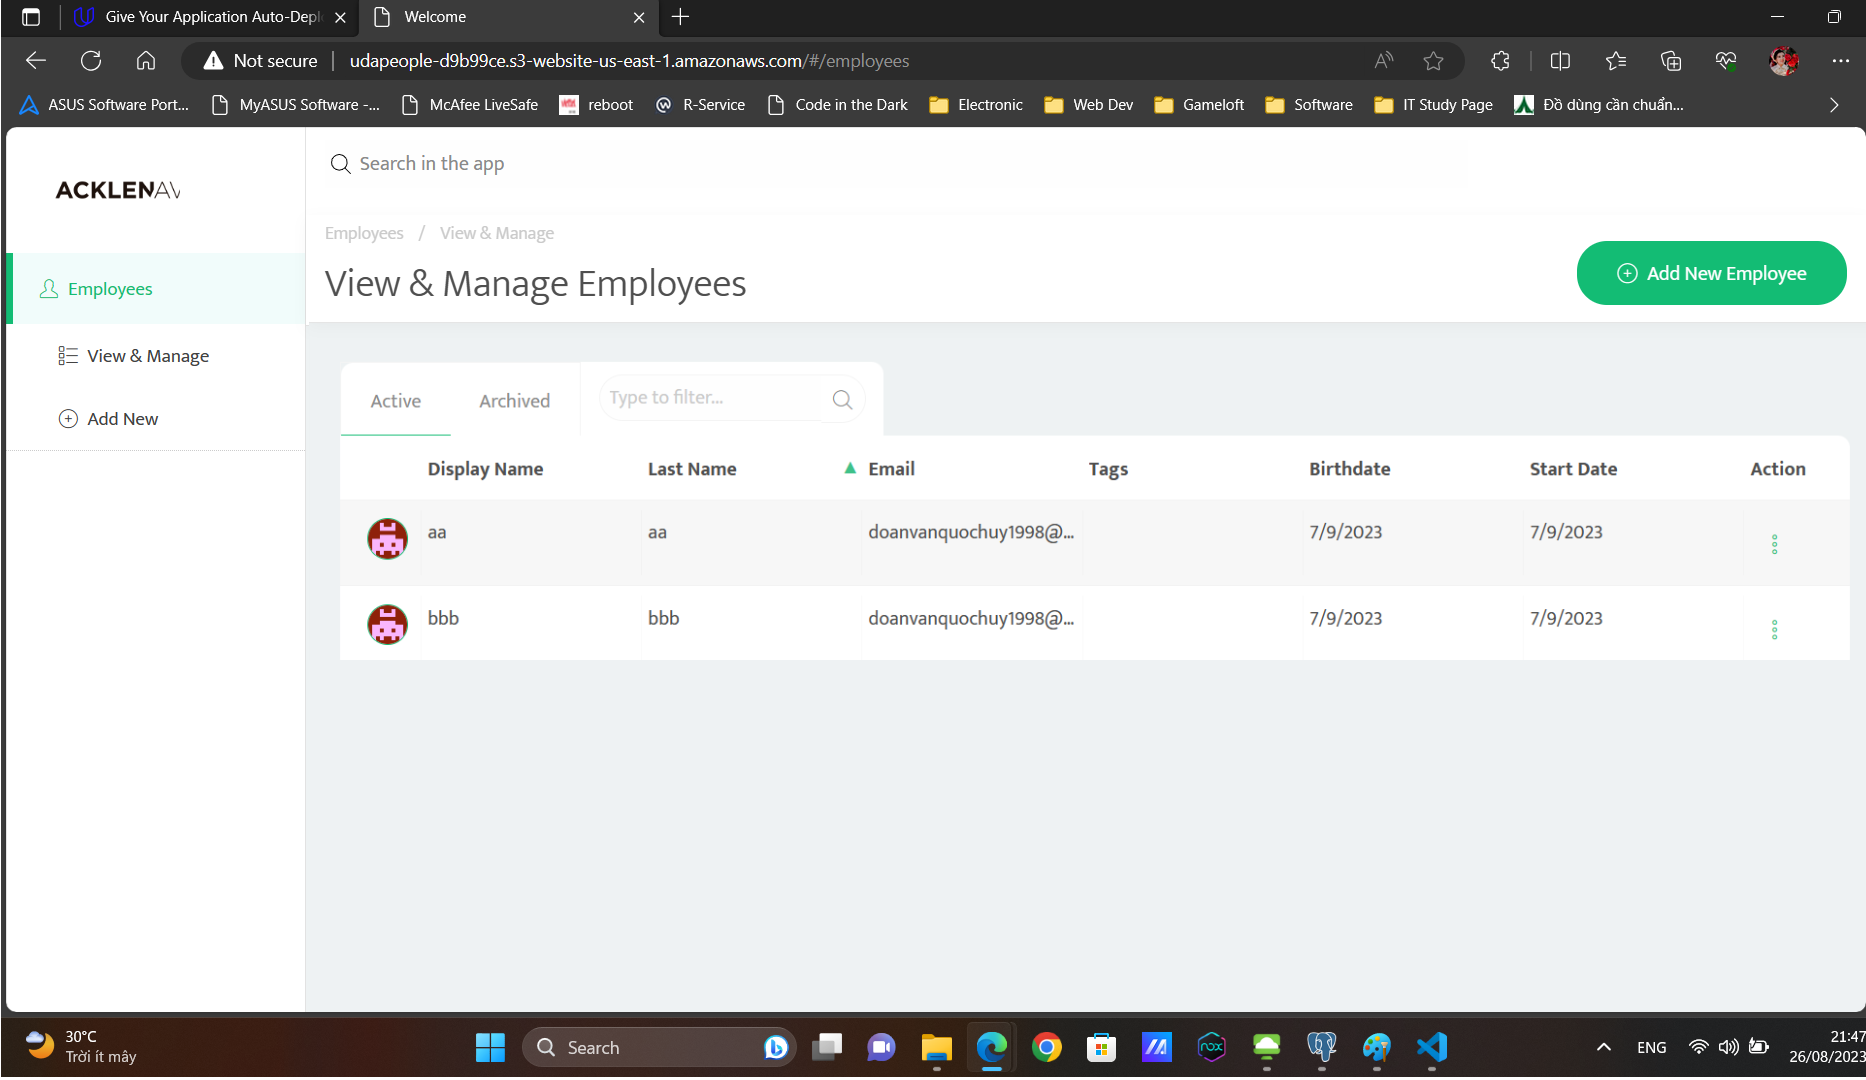 Give Your Application Auto-Depl
Welcome
Not secure
udapeople-d9b99ce.s3-website-us-east-1.amazonaws.com/#/employees
ASUS Software Port...
MyASUS Software -...
McAfee LiveSafe
reboot
R-Service
Code in the Dark
Electronic
Web Dev
Gameloft
Software
IT Study Page
Đồ dùng cần chuẩn...
ACKLENAV
Search in the app
Employees / View & Manage
View & Manage Employees
Add New Employee
Employees
View & Manage
Add New
Active
Archived
Type to filter...
Display Name Last Name Email Tags Birthdate Start Date Action
aa aa doanvanquochuy1998@... 7/9/2023 7/9/2023
bbb bbb doanvanquochuy1998@... 7/9/2023 7/9/2023
30°C
Trời ít mây
Search
nox
ENG
21:47
26/08/2023